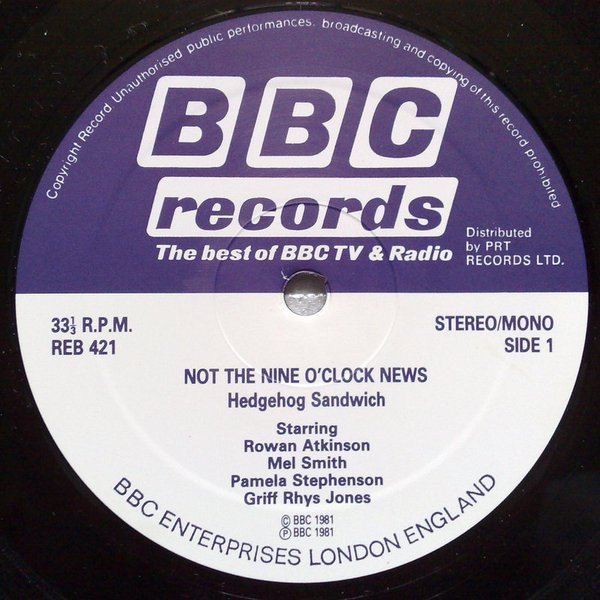 Copyright Record Unauthorised public performances. broadcasting and copying of this record prohibited
BBC
records
The best of BBC TV & Radio
Distributed
by PRT
RECORDS LTD.
33⅓ R.P.M.
REB 421
STEREO/MONO
SIDE 1
NOT THE NINE O'CLOCK NEWS
Hedgehog Sandwich
Starring
Rowan Atkinson
Mel Smith
Pamela Stephenson
Griff Rhys Jones
© BBC 1981
℗ BBC 1981
BBC ENTERPRISES LONDON ENGLAND